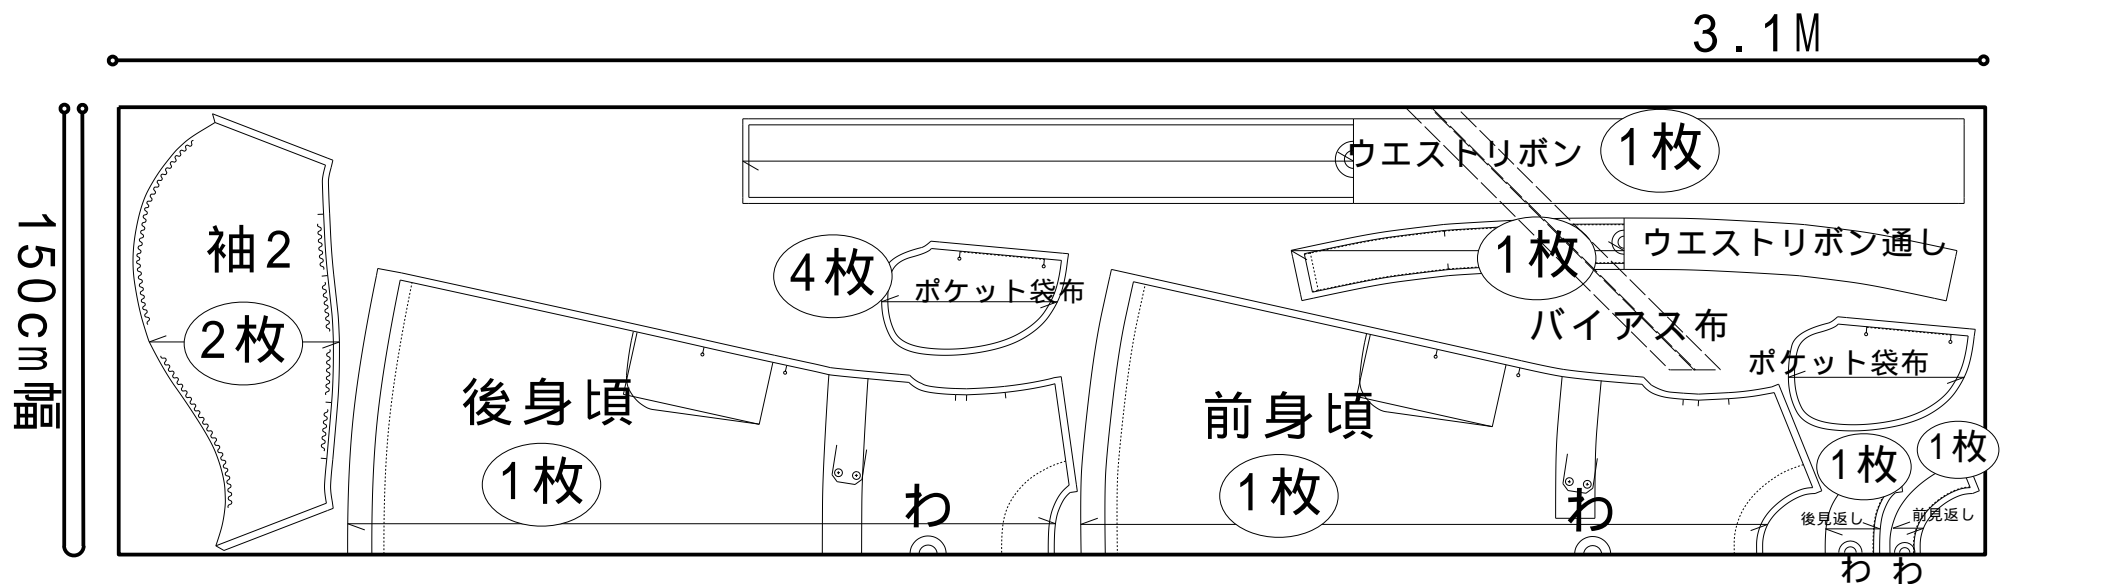 3.1M
150cm幅
ウエストリボン
1枚
袖2
2枚
4枚
ポケット袋布
1枚
ウエストリボン通し
バイアス布
ポケット袋布
後身頃
1枚
わ
前身頃
1枚
わ
1枚
1枚
後見返し
前見返し
わ
わ